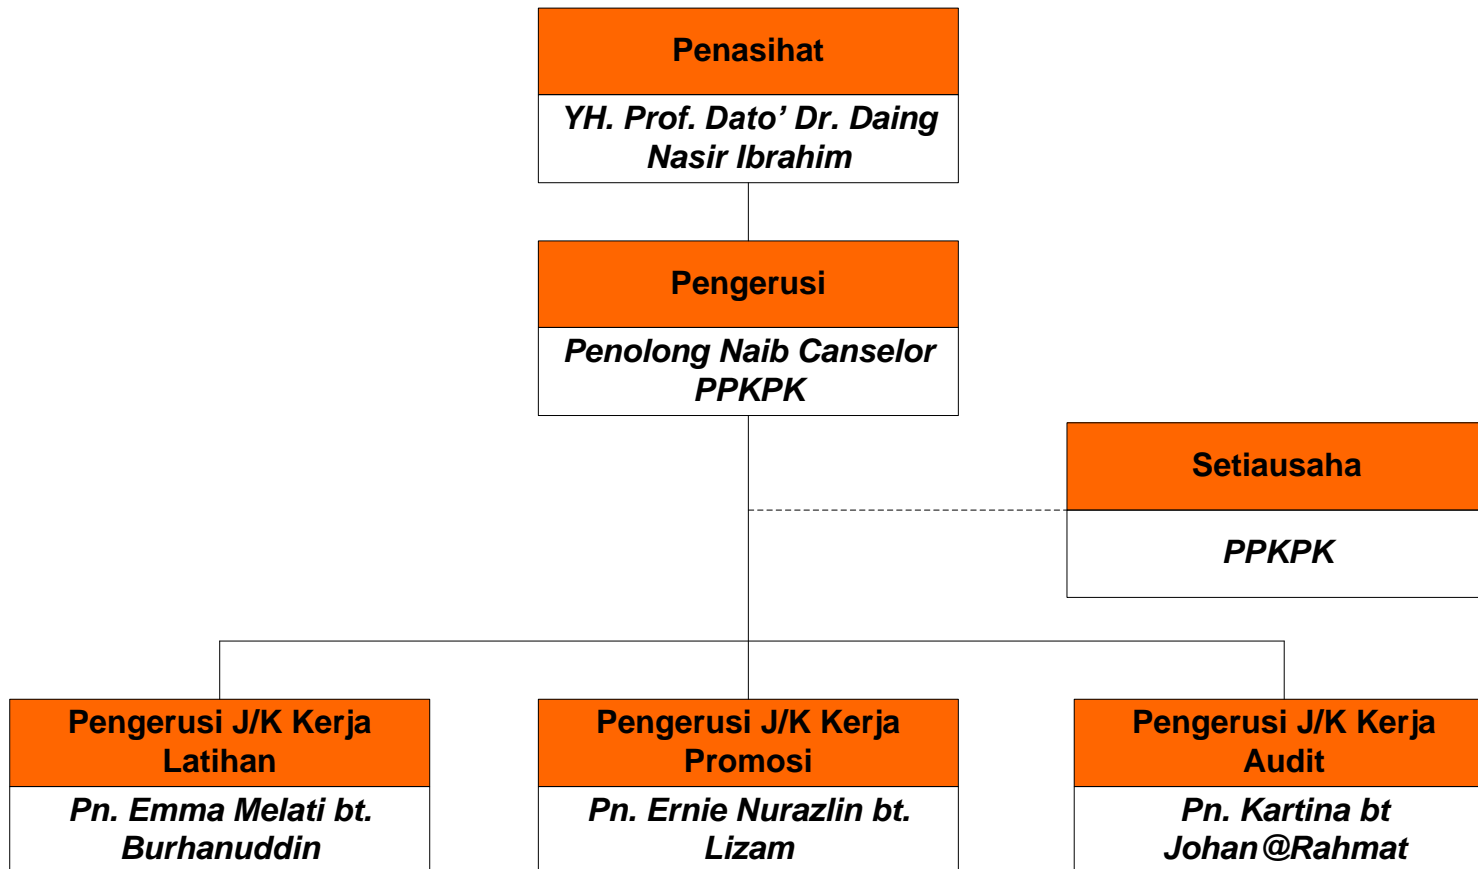 Penasihat
YH. Prof. Dato’ Dr. Daing
Nasir Ibrahim
Pengerusi
Penolong Naib Canselor
PPKPK
Setiausaha
PPKPK
Pengerusi J/K Kerja
Latihan
Pn. Emma Melati bt.
Burhanuddin
Pengerusi J/K Kerja
Promosi
Pn. Ernie Nurazlin bt.
Lizam
Pengerusi J/K Kerja
Audit
Pn. Kartina bt
Johan@Rahmat